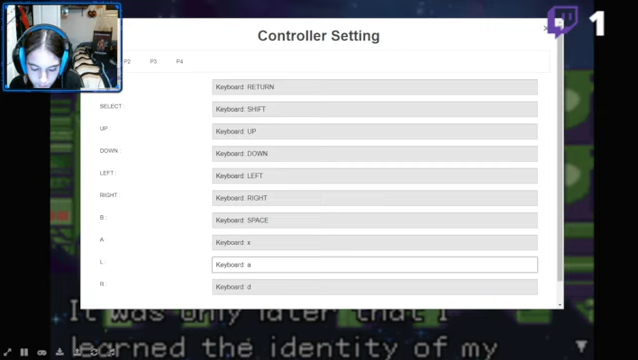 Controller Setting
1
P2 P3 P4
Keyboard: RETURN
SELECT : Keyboard: SHIFT
UP : Keyboard: UP
DOWN : Keyboard: DOWN
LEFT : Keyboard: LEFT
RIGHT : Keyboard: RIGHT
B : Keyboard: SPACE
A : Keyboard: x
L : Keyboard: a
R : Keyboard: d
It was only later that I
learned the identity of my